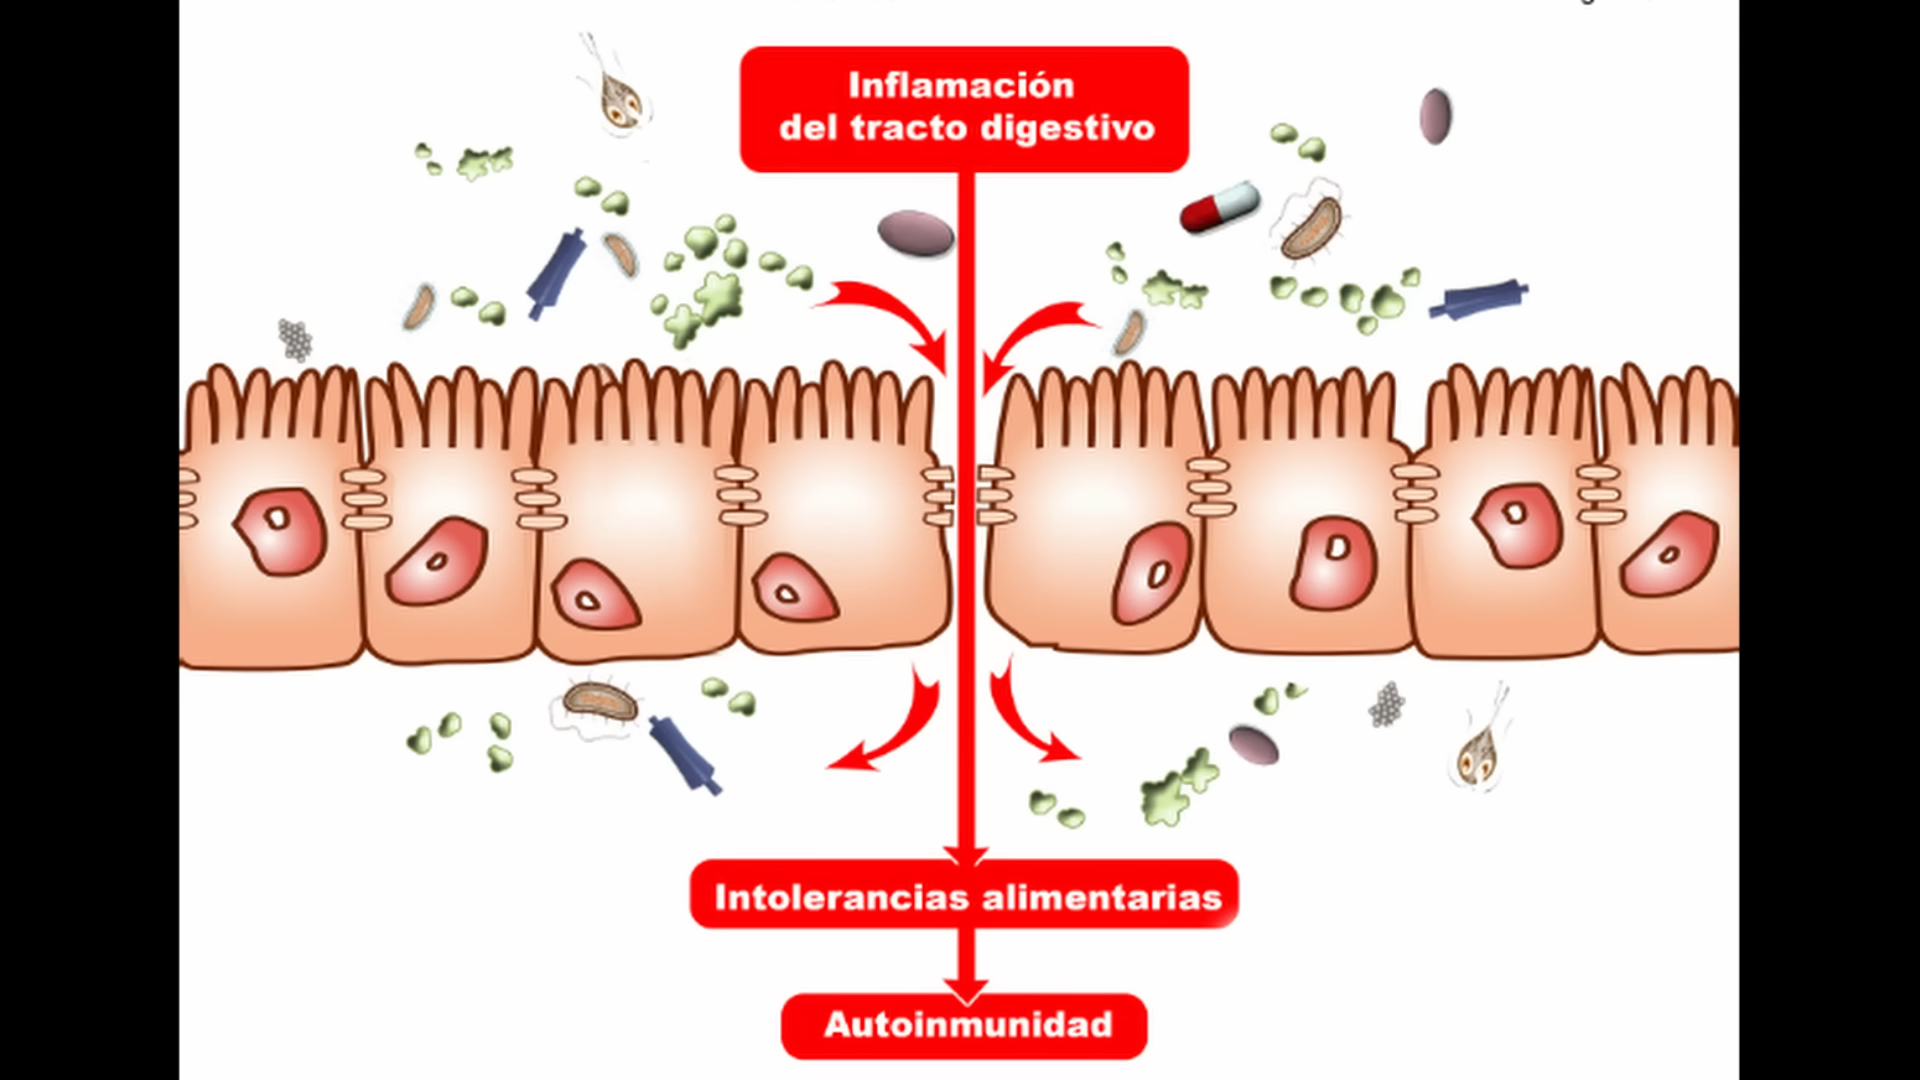 Inflamación
del tracto digestivo
Intolerancias alimentarias
Autoinmunidad